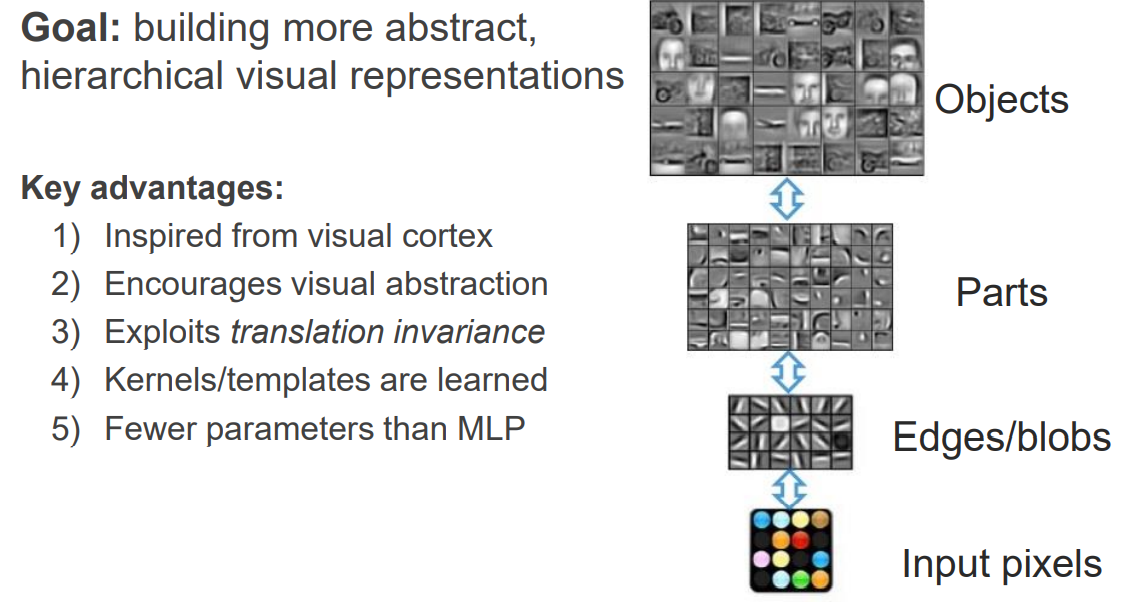 Goal: building more abstract,
hierarchical visual representations
Key advantages:
1) Inspired from visual cortex
2) Encourages visual abstraction
3) Exploits translation invariance
4) Kernels/templates are learned
5) Fewer parameters than MLP
Objects
Parts
Edges/blobs
Input pixels